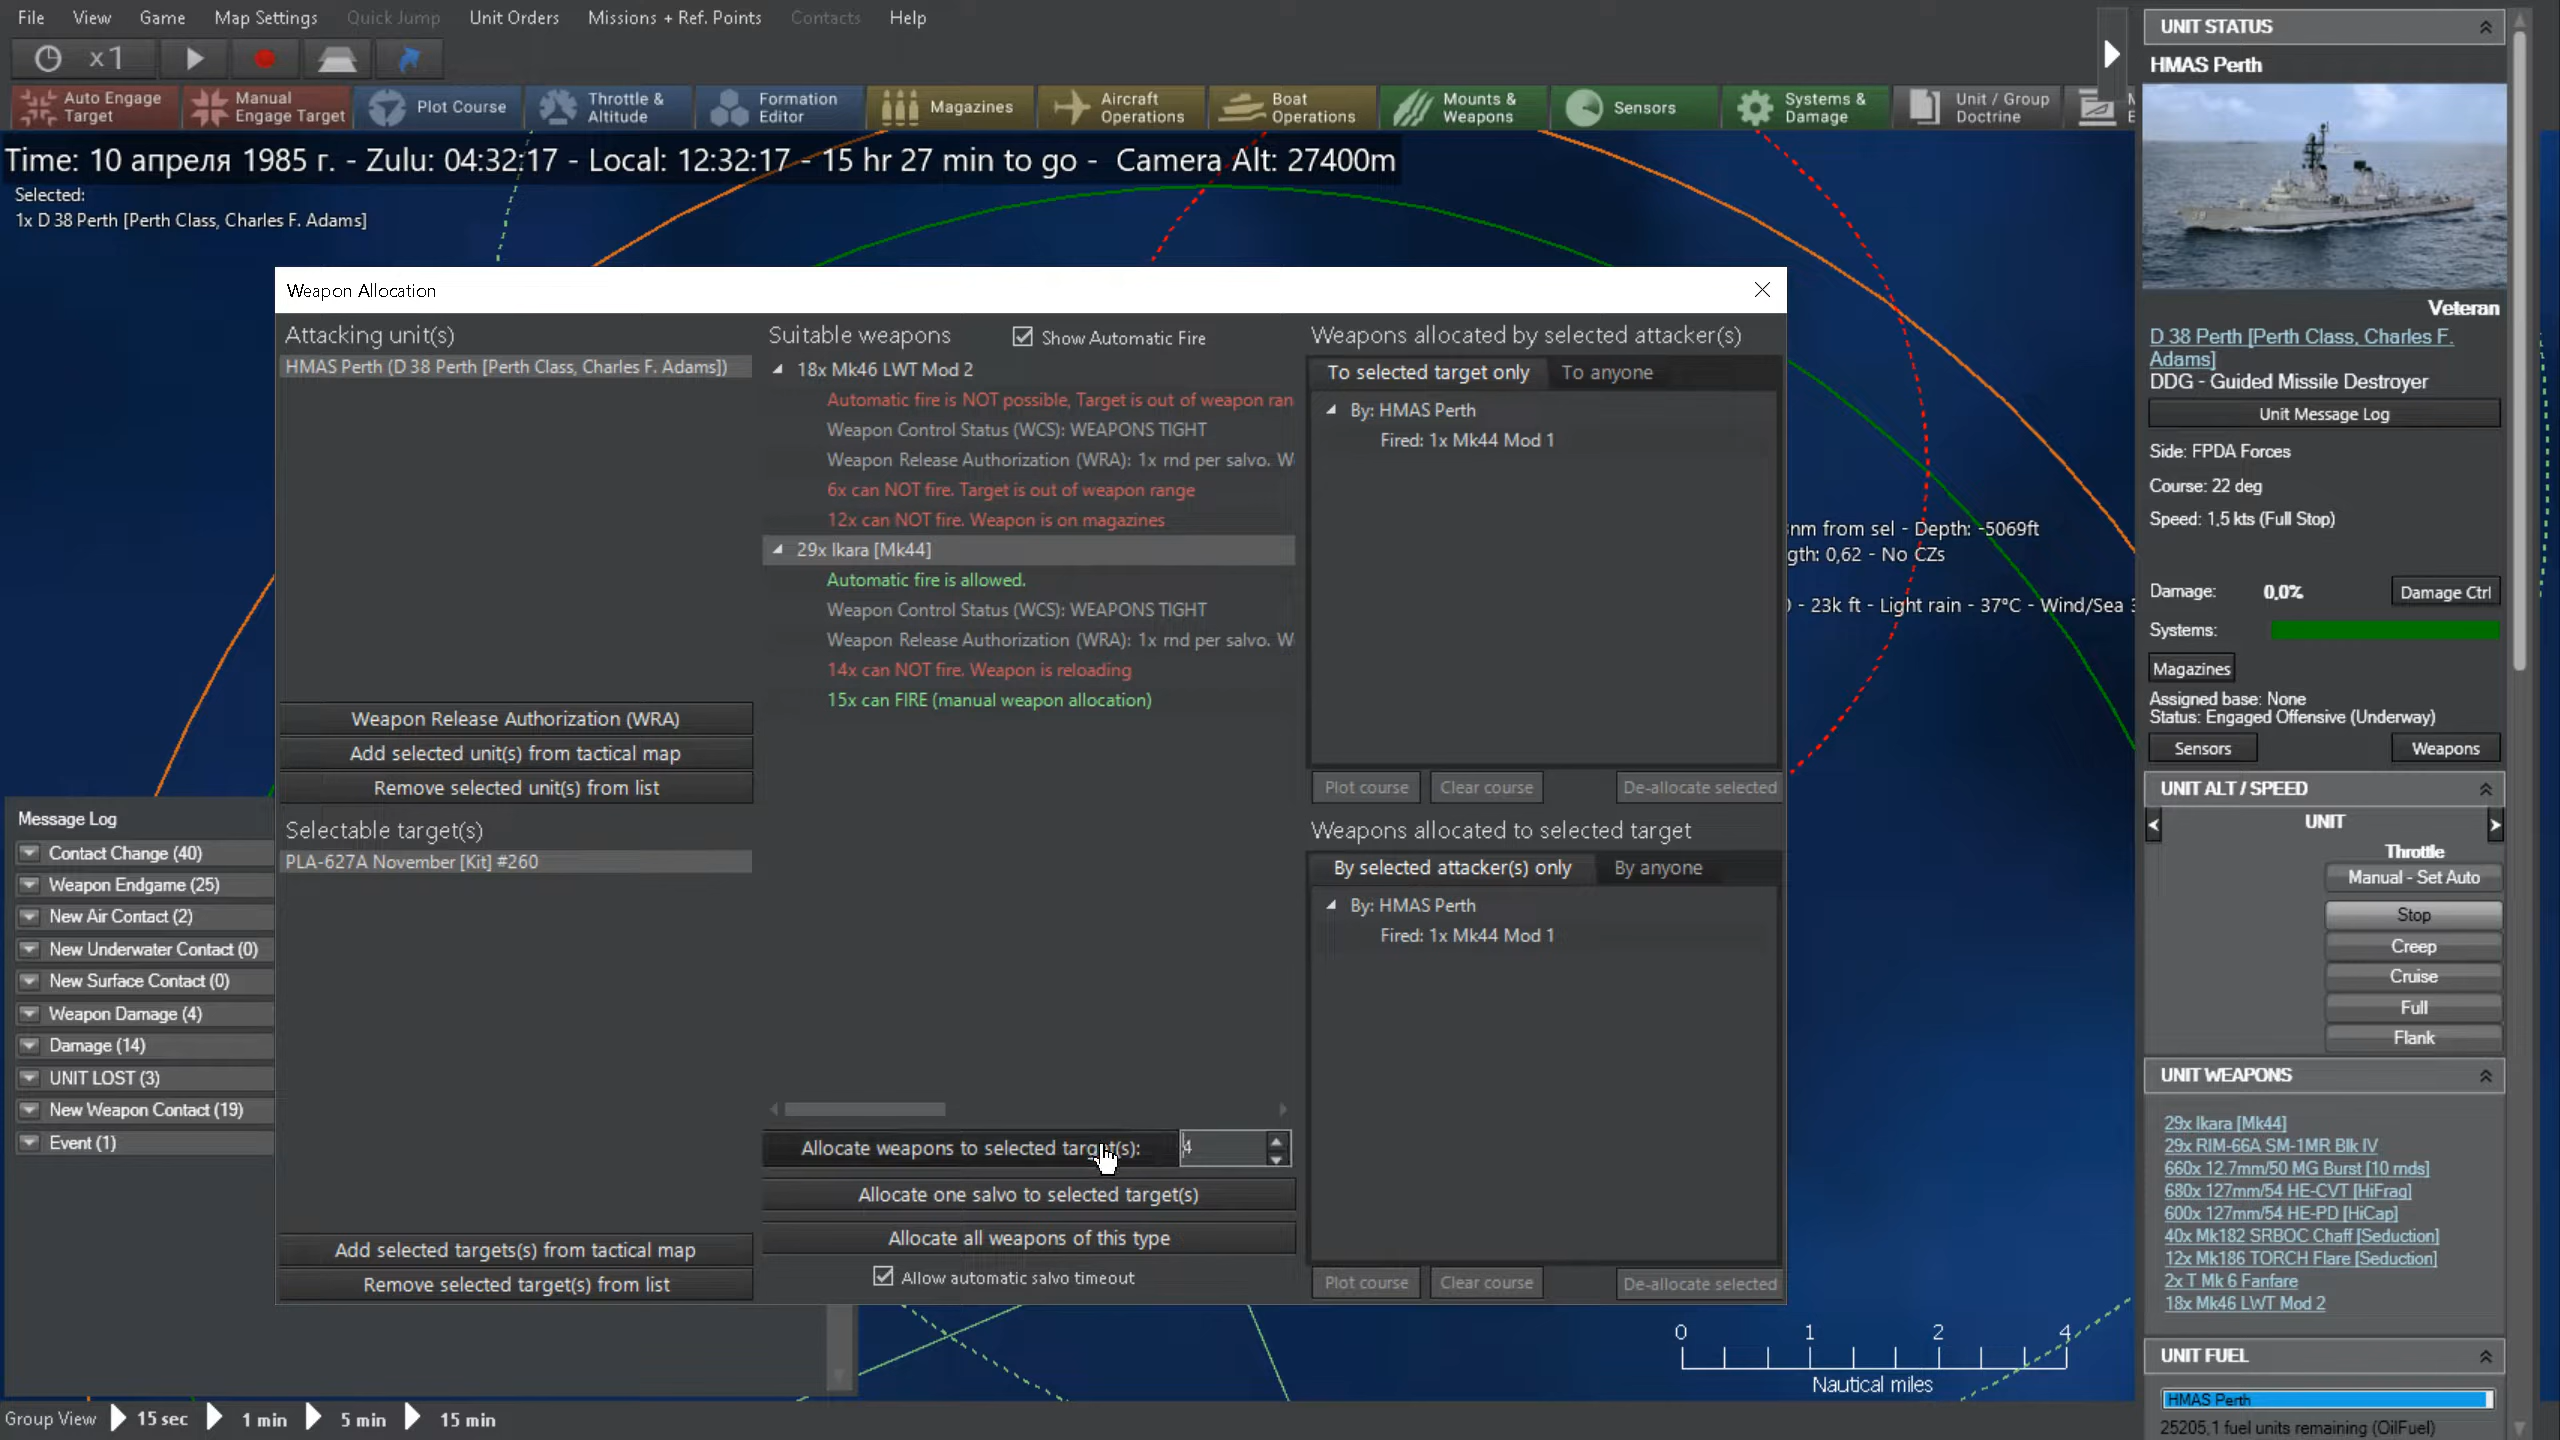 File View Game Map Settings Quick Jump Unit Orders Missions + Ref. Points Contacts Help
x1
Auto Engage Target
Manual Engage Target
Plot Course
Throttle & Altitude
Formation Editor
Magazines
Aircraft Operations
Boat Operations
Mounts & Weapons
Sensors
Systems & Damage
Unit / Group Doctrine
Time: 10 апреля 1985 г. - Zulu: 04:32:17 - Local: 12:32:17 - 15 hr 27 min to go - Camera Alt: 27400m
Selected:
1x D 38 Perth [Perth Class, Charles F. Adams]
Weapon Allocation
Attacking unit(s)
HMAS Perth (D 38 Perth [Perth Class, Charles F. Adams])
Weapon Release Authorization (WRA)
Add selected unit(s) from tactical map
Remove selected unit(s) from list
Selectable target(s)
PLA-627A November [Kit] #260
Add selected targets(s) from tactical map
Remove selected target(s) from list
Suitable weapons
Show Automatic Fire
18x Mk46 LWT Mod 2
Automatic fire is NOT possible, Target is out of weapon ran
Weapon Control Status (WCS): WEAPONS TIGHT
Weapon Release Authorization (WRA): 1x rnd per salvo. W
6x can NOT fire. Target is out of weapon range
12x can NOT fire. Weapon is on magazines
29x Ikara [Mk44]
Automatic fire is allowed.
Weapon Control Status (WCS): WEAPONS TIGHT
Weapon Release Authorization (WRA): 1x rnd per salvo. W
14x can NOT fire. Weapon is reloading
15x can FIRE (manual weapon allocation)
Allocate weapons to selected target(s): 4
Allocate one salvo to selected target(s)
Allocate all weapons of this type
Allow automatic salvo timeout
Weapons allocated by selected attacker(s)
To selected target only To anyone
By: HMAS Perth
Fired: 1x Mk44 Mod 1
Plot course Clear course De-allocate selected
Weapons allocated to selected target
By selected attacker(s) only By anyone
By: HMAS Perth
Fired: 1x Mk44 Mod 1
Plot course Clear course De-allocate selected
nm from sel - Depth: -5069ft
gth: 0,62 - No CZs
- 23k ft - Light rain - 37°C - Wind/Sea
Message Log
Contact Change (40)
Weapon Endgame (25)
New Air Contact (2)
New Underwater Contact (0)
New Surface Contact (0)
Weapon Damage (4)
Damage (14)
UNIT LOST (3)
New Weapon Contact (19)
Event (1)
0 1 2 4
Nautical miles
Group View 15 sec 1 min 5 min 15 min
UNIT STATUS
HMAS Perth
Veteran
D 38 Perth [Perth Class, Charles F.
Adams]
DDG - Guided Missile Destroyer
Unit Message Log
Side: FPDA Forces
Course: 22 deg
Speed: 1,5 kts (Full Stop)
Damage: 0,0% Damage Ctrl
Systems:
Magazines
Assigned base: None
Status: Engaged Offensive (Underway)
Sensors Weapons
UNIT ALT / SPEED
< UNIT >
Throttle
Manual - Set Auto
Stop
Creep
Cruise
Full
Flank
UNIT WEAPONS
29x Ikara [Mk44]
29x RIM-66A SM-1MR Blk IV
660x 12.7mm/50 MG Burst [10 rnds]
680x 127mm/54 HE-CVT [HiFrag]
600x 127mm/54 HE-PD [HiCap]
40x Mk182 SRBOC Chaff [Seduction]
12x Mk186 TORCH Flare [Seduction]
2x T Mk 6 Fanfare
18x Mk46 LWT Mod 2
UNIT FUEL
HMAS Perth
25205,1 fuel units remaining (OilFuel)